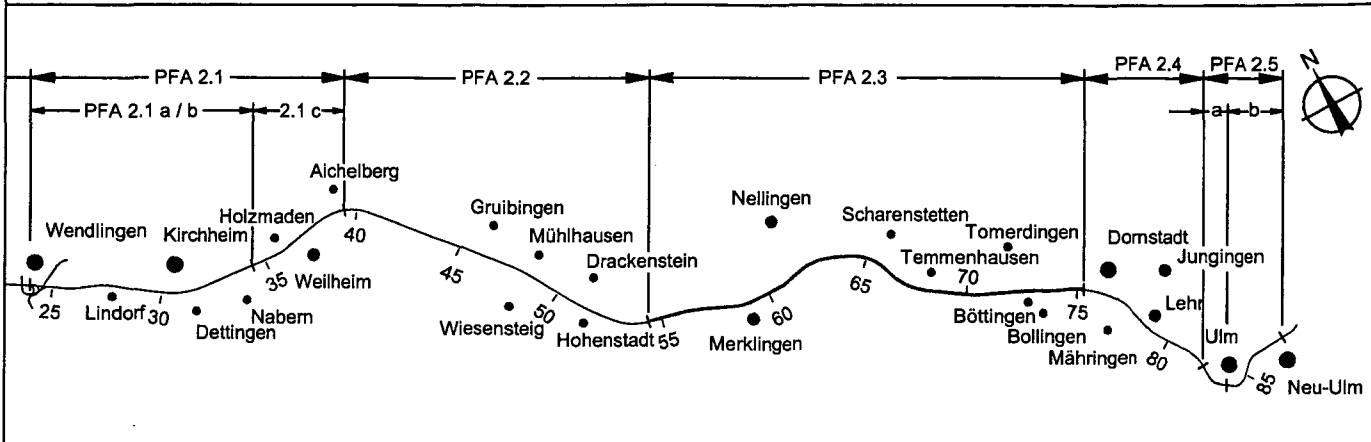 PFA 2.1
PFA 2.2
PFA 2.3
PFA 2.4
PFA 2.5
N
PFA 2.1 a / b
2.1 c
a
b
Aichelberg
Wendlingen
Kirchheim
Holzmaden
Weilheim
Lindorf
Dettingen
Nabern
Gruibingen
Mühlhausen
Drackenstein
Wiesensteig
Hohenstadt
Nellingen
Merklingen
Scharenstetten
Temmenhausen
Tomerdingen
Böttingen
Bollingen
Mähringen
Dornstadt
Jungingen
Lehr
Ulm
Neu-Ulm
25
30
35
40
45
50
55
60
65
70
75
80
85